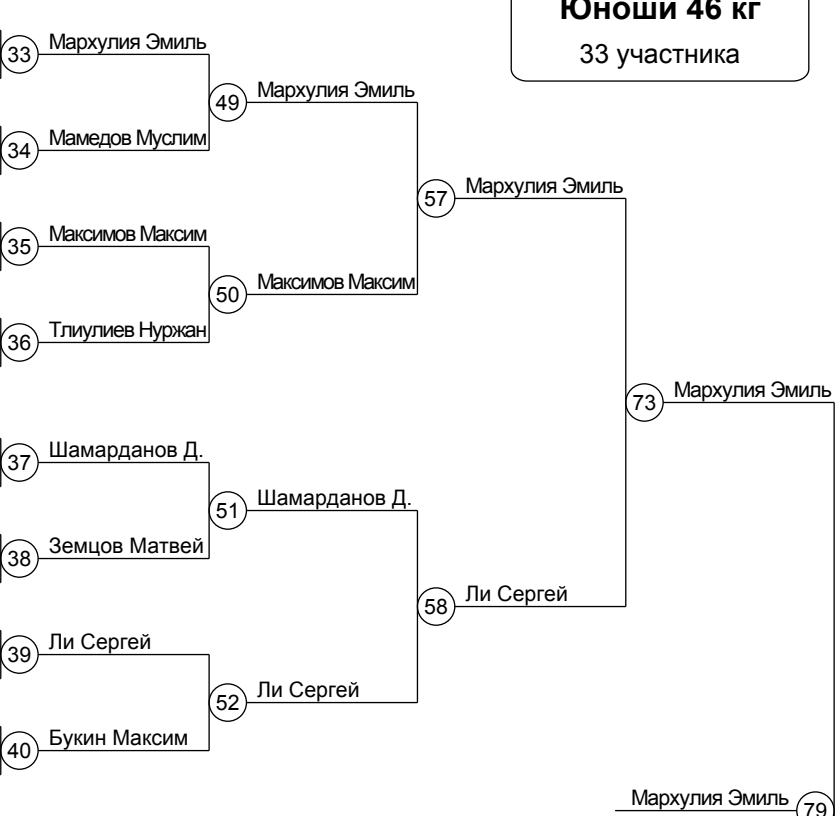 Юноши 46 кг
33 участника
33 Мархулия Эмиль
49 Мархулия Эмиль
34 Мамедов Муслим
57 Мархулия Эмиль
35 Максимов Максим
50 Максимов Максим
36 Тлиулиев Нуржан
73 Мархулия Эмиль
37 Шамарданов Д.
51 Шамарданов Д.
38 Земцов Матвей
58 Ли Сергей
39 Ли Сергей
52 Ли Сергей
40 Букин Максим
Мархулия Эмиль 79